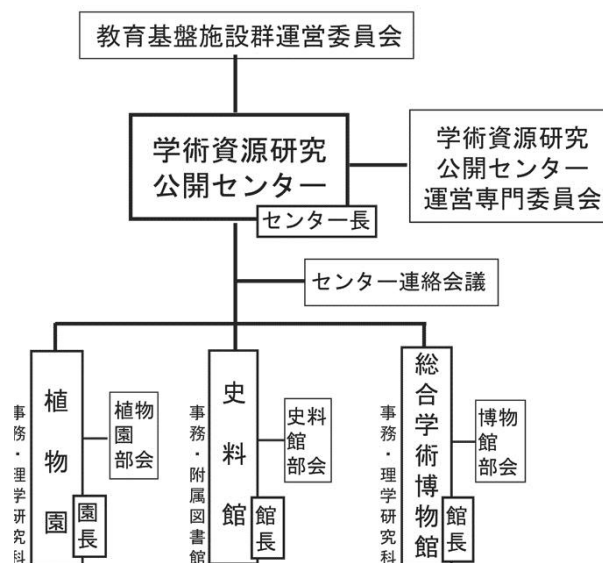 教育基盤施設群運営委員会
学術資源研究
公開センター
センター長
学術資源研究
公開センター
運営専門委員会
センター連絡会議
植物園
植物
園
部会
園長
事務・理学研究科
史料館
史料
館
部会
館長
事務・附属図書館
総合学術博物館
博物
館
部会
館長
事務・理学研究科